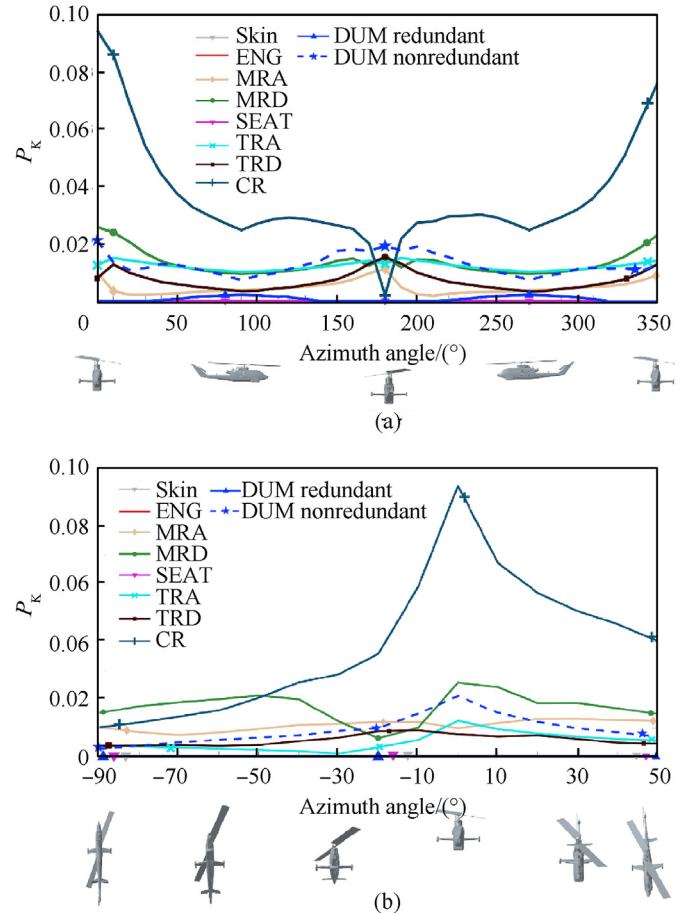 0.10
0.08
0.06
0.04
0.02
0
P_K
Skin
ENG
MRA
MRD
SEAT
TRA
TRD
CR
DUM redundant
DUM nonredundant
0 50 100 150 200 250 300 350
Azimuth angle/(°)
(a)
0.10
0.08
0.06
0.06
0.02
0
P_K
Skin
ENG
MRA
MRD
SEAT
TRA
TRD
CR
DUM redundant
DUM nonredundant
−90 −70 −50 −30 −10 10 30 50
Azimuth angle/(°)
(b)